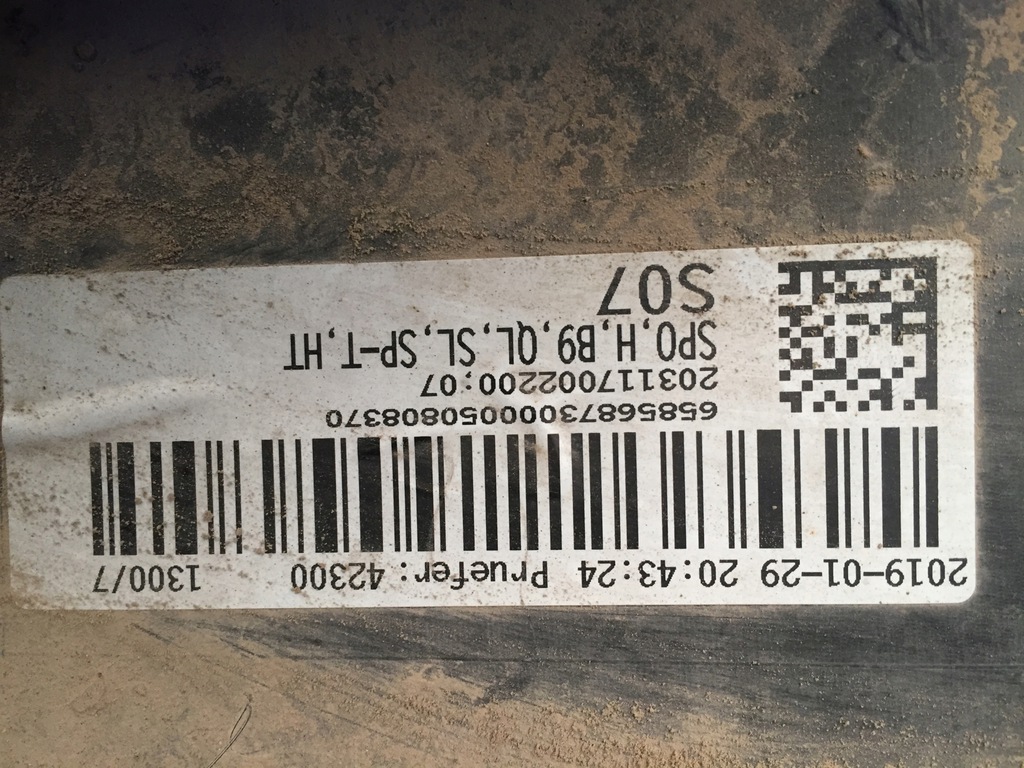 2019-01-29 20:43:24 Pruefer:42300 1300/7
65856873000050808370
203117002200;07
SPO,H,B9,QL,SL,SP-T,HT
S07